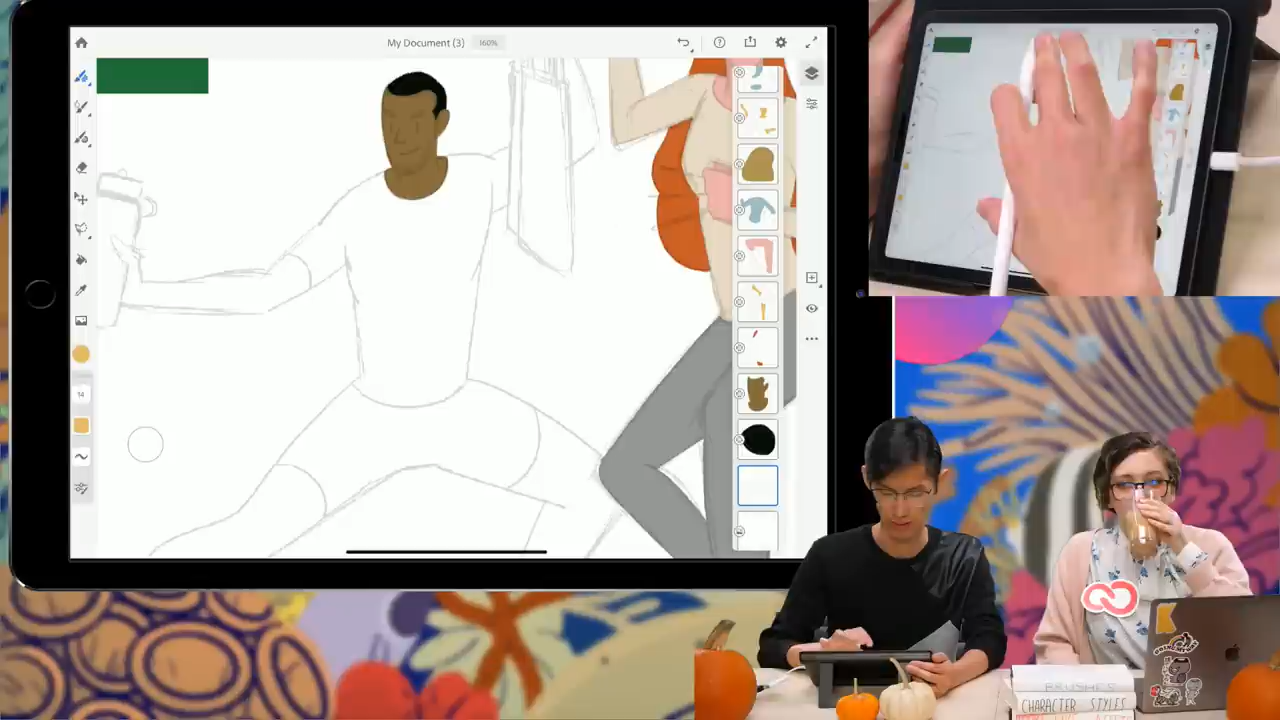 My Document (3)
160%
14
BRUSHES
CHARACTER STYLES